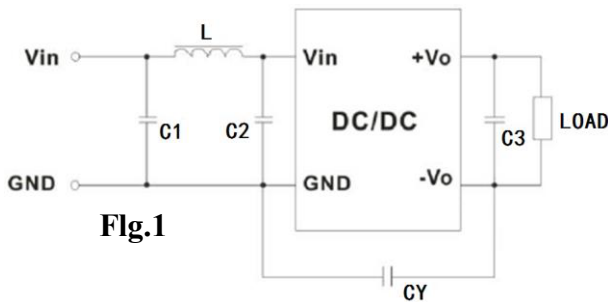 L
Vin
Vin
+Vo
C1
C2
DC/DC
C3
LOAD
GND
GND
-Vo
Flg.1
CY